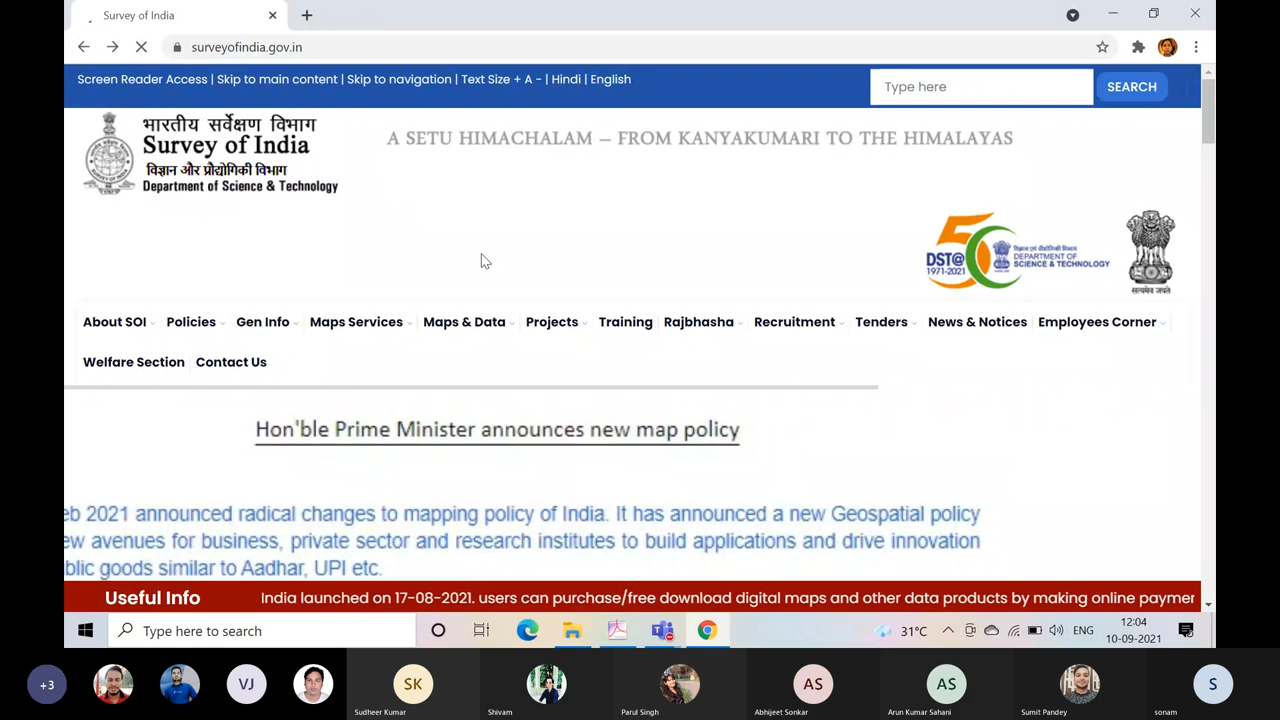 Survey of India
surveyofindia.gov.in
Screen Reader Access | Skip to main content | Skip to navigation | Text Size + A - | Hindi | English
Type here
SEARCH
भारतीय सर्वेक्षण विभाग
Survey of India
विज्ञान और प्रौद्योगिकी विभाग
Department of Science & Technology
A SETU HIMACHALAM – FROM KANYAKUMARI TO THE HIMALAYAS
50
DST@
1971-2021
विज्ञान एवं प्रौद्योगिकी विभाग
DEPARTMENT OF
SCIENCE & TECHNOLOGY
सत्यमेव जयते
About SOI Policies Gen Info Maps Services Maps & Data Projects Training Rajbhasha Recruitment Tenders News & Notices Employees Corner
Welfare Section Contact Us
Hon'ble Prime Minister announces new map policy
eb 2021 announced radical changes to mapping policy of India. It has announced a new Geospatial policy
ew avenues for business, private sector and research institutes to build applications and drive innovation
blic goods similar to Aadhar, UPI etc.
Useful Info
India launched on 17-08-2021. users can purchase/free download digital maps and other data products by making online paymer
Type here to search
31°C
ENG
12:04
10-09-2021
+3
VJ
SK
AS
AS
S
Sudheer Kumar
Shivam
Parul Singh
Abhijeet Sonkar
Arun Kumar Sahani
Sumit Pandey
sonam